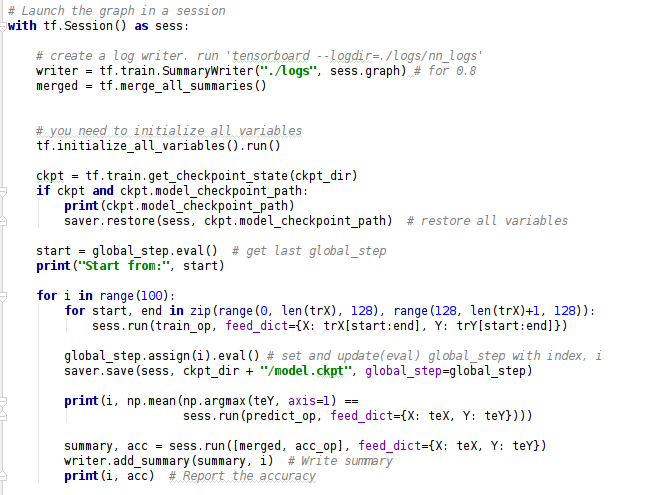 # Launch the graph in a session
with tf.Session() as sess:
# create a log writer. run 'tensorboard --logdir=./logs/nn_logs'
writer = tf.train.SummaryWriter("./logs", sess.graph) # for 0.8
merged = tf.merge_all_summaries()
# you need to initialize all variables
tf.initialize_all_variables().run()
ckpt = tf.train.get_checkpoint_state(ckpt_dir)
if ckpt and ckpt.model_checkpoint_path:
print(ckpt.model_checkpoint_path)
saver.restore(sess, ckpt.model_checkpoint_path)  # restore all variables
start = global_step.eval()  # get last global_step
print("Start from:", start)
for i in range(100):
for start, end in zip(range(0, len(trX), 128), range(128, len(trX)+1, 128)):
sess.run(train_op, feed_dict={X: trX[start:end], Y: trY[start:end]})
global_step.assign(i).eval() # set and update(eval) global_step with index, i
saver.save(sess, ckpt_dir + "/model.ckpt", global_step=global_step)
print(i, np.mean(np.argmax(teY, axis=1) ==
sess.run(predict_op, feed_dict={X: teX, Y: teY})))
summary, acc = sess.run([merged, acc_op], feed_dict={X: teX, Y: teY})
writer.add_summary(summary, i)  # Write summary
print(i, acc)  # Report the accuracy